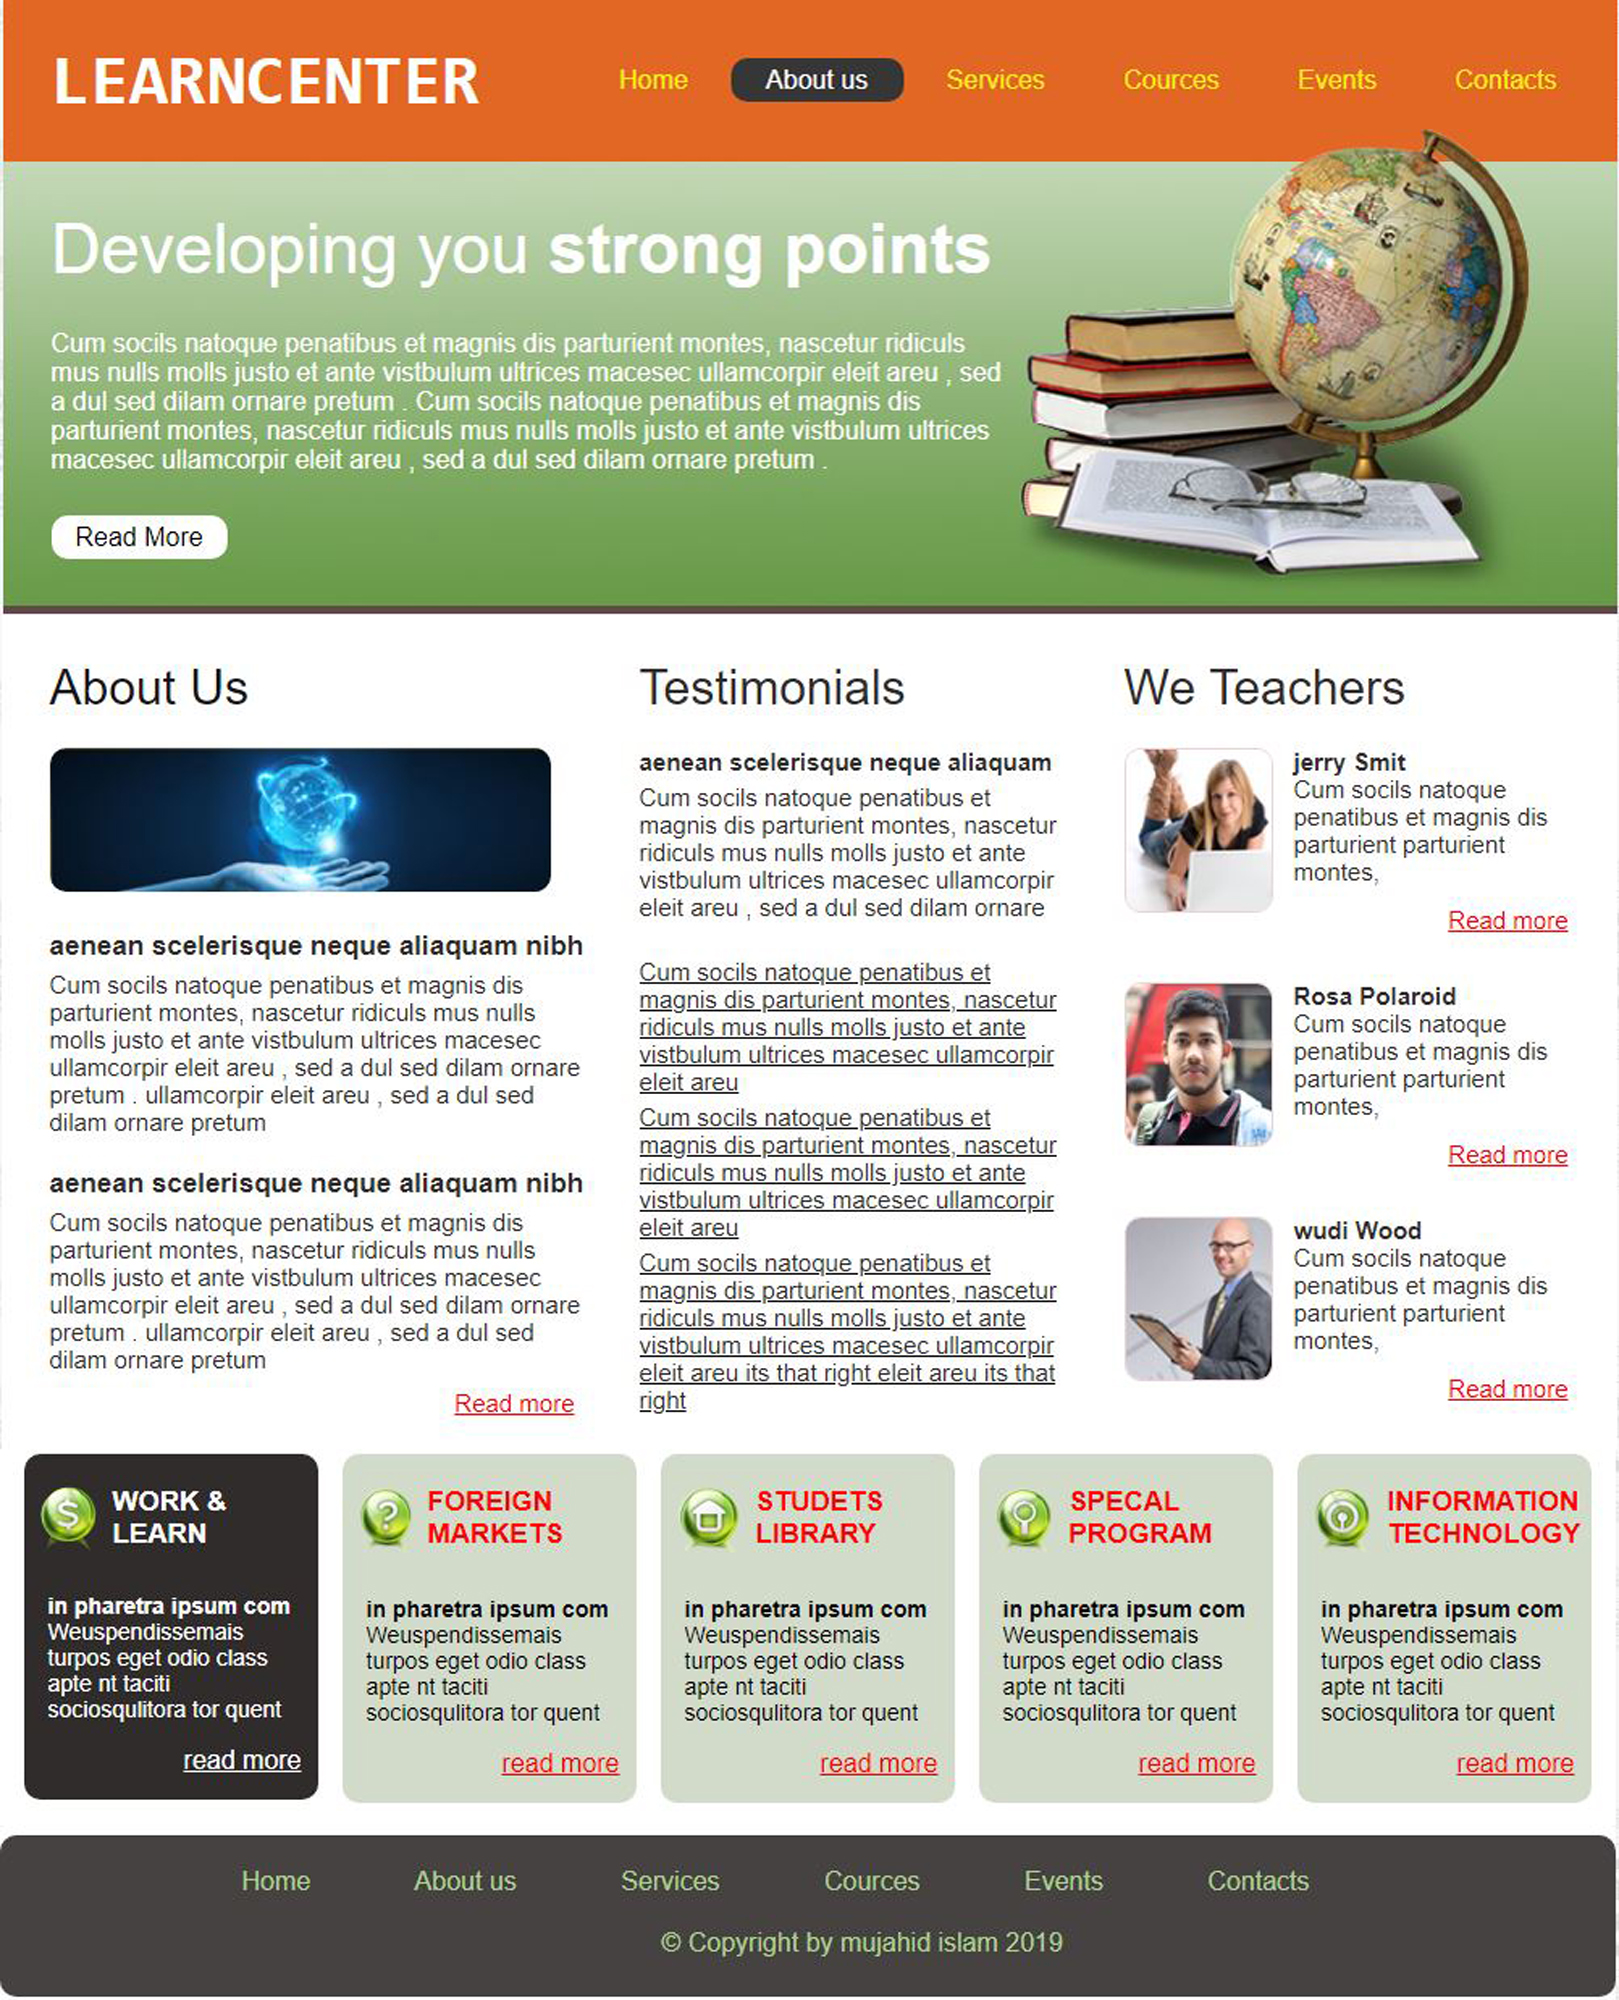 LEARNCENTER
Home About us Services Cources Events Contacts
Developing you strong points
Cum socils natoque penatibus et magnis dis parturient montes, nascetur ridiculs
mus nulls molls justo et ante vistbulum ultrices macesec ullamcorpir eleit areu , sed
a dul sed dilam ornare pretum . Cum socils natoque penatibus et magnis dis
parturient montes, nascetur ridiculs mus nulls molls justo et ante vistbulum ultrices
macesec ullamcorpir eleit areu , sed a dul sed dilam ornare pretum .
Read More
About Us
aenean scelerisque neque aliaquam nibh
Cum socils natoque penatibus et magnis dis
parturient montes, nascetur ridiculs mus nulls
molls justo et ante vistbulum ultrices macesec
ullamcorpir eleit areu , sed a dul sed dilam ornare
pretum . ullamcorpir eleit areu , sed a dul sed
dilam ornare pretum
aenean scelerisque neque aliaquam nibh
Cum socils natoque penatibus et magnis dis
parturient montes, nascetur ridiculs mus nulls
molls justo et ante vistbulum ultrices macesec
ullamcorpir eleit areu , sed a dul sed dilam ornare
pretum . ullamcorpir eleit areu , sed a dul sed
dilam ornare pretum
Read more
Testimonials
aenean scelerisque neque aliaquam
Cum socils natoque penatibus et
magnis dis parturient montes, nascetur
ridiculs mus nulls molls justo et ante
vistbulum ultrices macesec ullamcorpir
eleit areu , sed a dul sed dilam ornare
Cum socils natoque penatibus et
magnis dis parturient montes, nascetur
ridiculs mus nulls molls justo et ante
vistbulum ultrices macesec ullamcorpir
eleit areu
Cum socils natoque penatibus et
magnis dis parturient montes, nascetur
ridiculs mus nulls molls justo et ante
vistbulum ultrices macesec ullamcorpir
eleit areu
Cum socils natoque penatibus et
magnis dis parturient montes, nascetur
ridiculs mus nulls molls justo et ante
vistbulum ultrices macesec ullamcorpir
eleit areu its that right eleit areu its that
right
We Teachers
jerry Smit
Cum socils natoque
penatibus et magnis dis
parturient parturient
montes,
Read more
Rosa Polaroid
Cum socils natoque
penatibus et magnis dis
parturient parturient
montes,
Read more
wudi Wood
Cum socils natoque
penatibus et magnis dis
parturient parturient
montes,
Read more
WORK &
LEARN
in pharetra ipsum com
Weuspendissemais
turpos eget odio class
apte nt taciti
sociosqulitora tor quent
read more
FOREIGN
MARKETS
in pharetra ipsum com
Weuspendissemais
turpos eget odio class
apte nt taciti
sociosqulitora tor quent
read more
STUDETS
LIBRARY
in pharetra ipsum com
Weuspendissemais
turpos eget odio class
apte nt taciti
sociosqulitora tor quent
read more
SPECAL
PROGRAM
in pharetra ipsum com
Weuspendissemais
turpos eget odio class
apte nt taciti
sociosqulitora tor quent
read more
INFORMATION
TECHNOLOGY
in pharetra ipsum com
Weuspendissemais
turpos eget odio class
apte nt taciti
sociosqulitora tor quent
read more
Home About us Services Cources Events Contacts
© Copyright by mujahid islam 2019